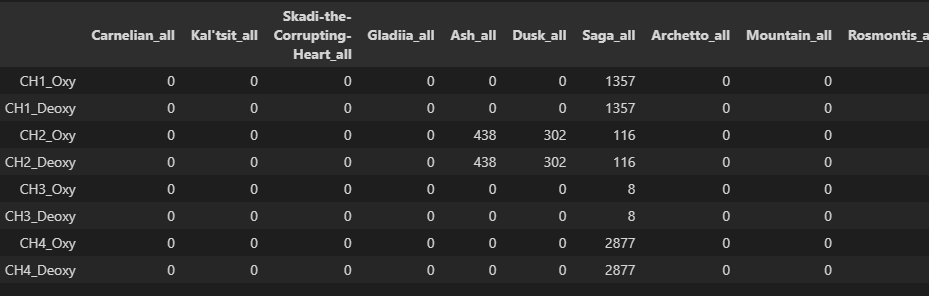 Carnelian_all Kal'tsit_all Skadi-the-Corrupting-Heart_all Gladiia_all Ash_all Dusk_all Saga_all Archetto_all Mountain_all Rosmontis_a
CH1_Oxy 0 0 0 0 0 0 1357 0 0
CH1_Deoxy 0 0 0 0 0 0 1357 0 0
CH2_Oxy 0 0 0 0 438 302 116 0 0
CH2_Deoxy 0 0 0 0 438 302 116 0 0
CH3_Oxy 0 0 0 0 0 0 8 0 0
CH3_Deoxy 0 0 0 0 0 0 8 0 0
CH4_Oxy 0 0 0 0 0 0 2877 0 0
CH4_Deoxy 0 0 0 0 0 0 2877 0 0